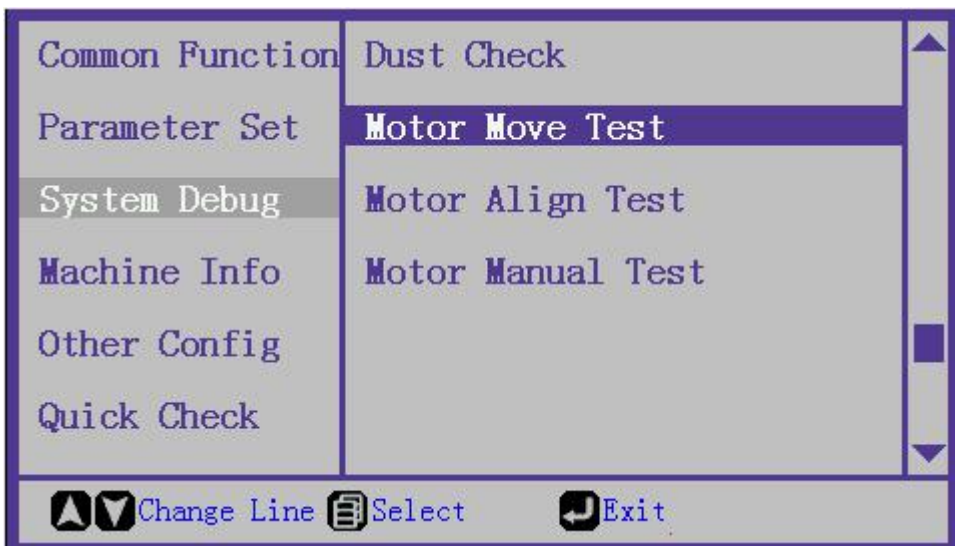 Common Function
Parameter Set
System Debug
Machine Info
Other Config
Quick Check
Dust Check
Motor Move Test
Motor Align Test
Motor Manual Test
Change Line Select Exit